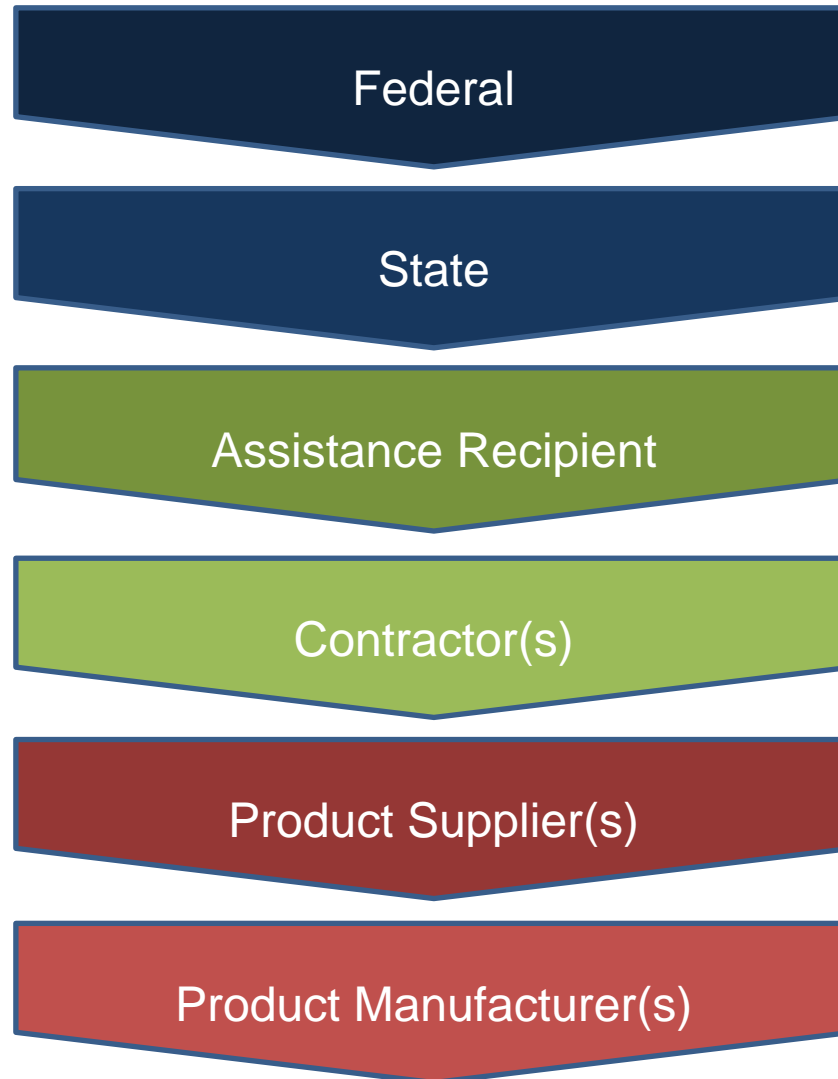 Federal
State
Assistance Recipient
Contractor(s)
Product Supplier(s)
Product Manufacturer(s)